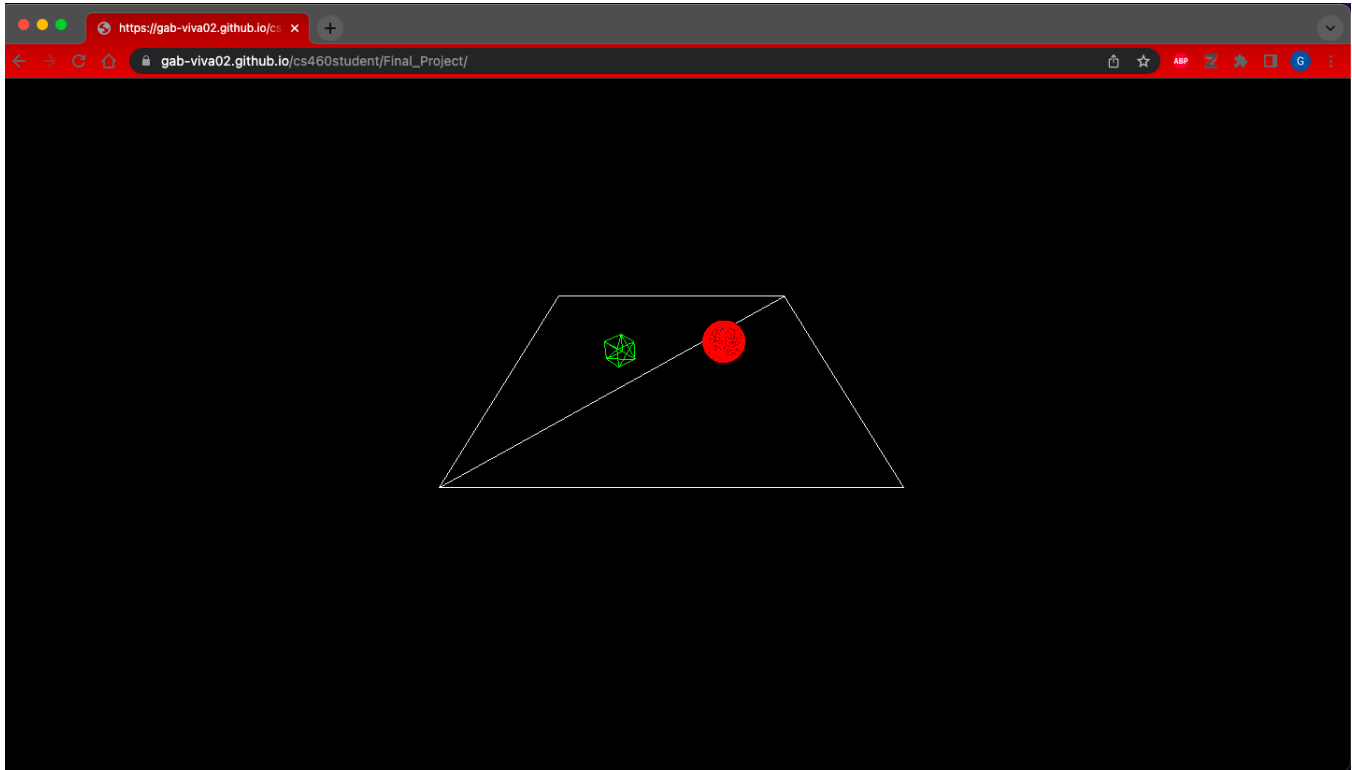 https://gab-viva02.github.io/cs
gab-viva02.github.io/cs460student/Final_Project/
ABP
Z
G